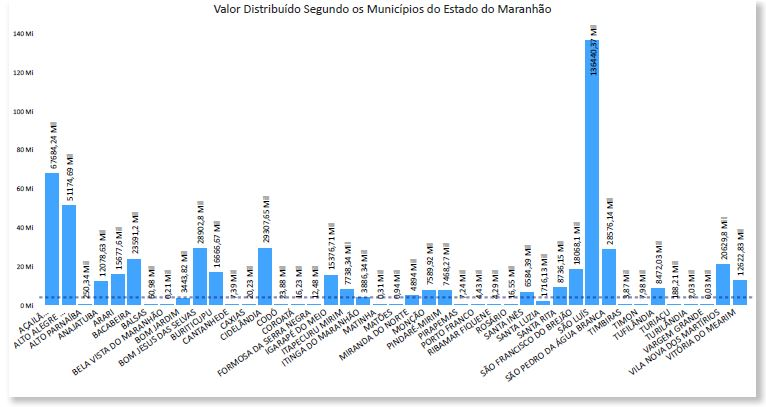 Valor Distribuído Segundo os Municípios do Estado do Maranhão
140 Mi
120 Mi
100 Mi
80 Mi
60 Mi
40 Mi
20 Mi
0 Mi
67684,24 Mil
51174,69 Mil
250,34 Mil
12078,63 Mil
15677,6 Mil
23591,2 Mil
60,98 Mil
0,21 Mil
3443,82 Mil
28902,8 Mil
16666,67 Mil
7,39 Mil
20,23 Mil
29307,65 Mil
23,88 Mil
16,23 Mil
12,48 Mil
15376,71 Mil
7738,34 Mil
3886,34 Mil
0,31 Mil
0,94 Mil
4894 Mil
7589,92 Mil
7468,27 Mil
7,24 Mil
4,43 Mil
4,29 Mil
16,55 Mil
6584,39 Mil
1716,13 Mil
8736,15 Mil
18068,1 Mil
136440,37 Mil
28576,14 Mil
3,87 Mil
7,98 Mil
8472,03 Mil
188,21 Mil
7,03 Mil
0,03 Mil
20629,8 Mil
12622,83 Mil
AÇAILÂ...
ALTO ALEGRE ...
ALTO PARNAÍBA
ANAJATUBA
ARARI
BACABEIRA
BALSAS
BELA VISTA DO MARANHÃO
BOM JARDIM
BOM JESUS DAS SELVAS
BURITICUPU
CANTANHEDE
CAXIAS
CIDELÂNDIA
CODÓ
COROATÁ
FORMOSA DA SERRA NEGRA
IGARAPÉ DO MEIO
ITAPECURU MIRIM
ITINGA DO MARANHÃO
MATINHA
MATÕES
MIRANDA DO NORTE
MONÇÃO
PINDARÉ-MIRIM
PIRAPEMAS
PORTO FRANCO
RIBAMAR FIQUENE
ROSÁRIO
SANTA INÊS
SANTA LUZIA
SANTA RITA
SÃO FRANCISCO DO BREJÃO
SÃO LUÍS
SÃO PEDRO DA ÁGUA BRANCA
TIMBIRAS
TIMON
TUFILÂNDIA
TURIAÇU
TURILÂNDIA
VARGEM GRANDE
VILA NOVA DOS MARTÍRIOS
VITÓRIA DO MEARIM